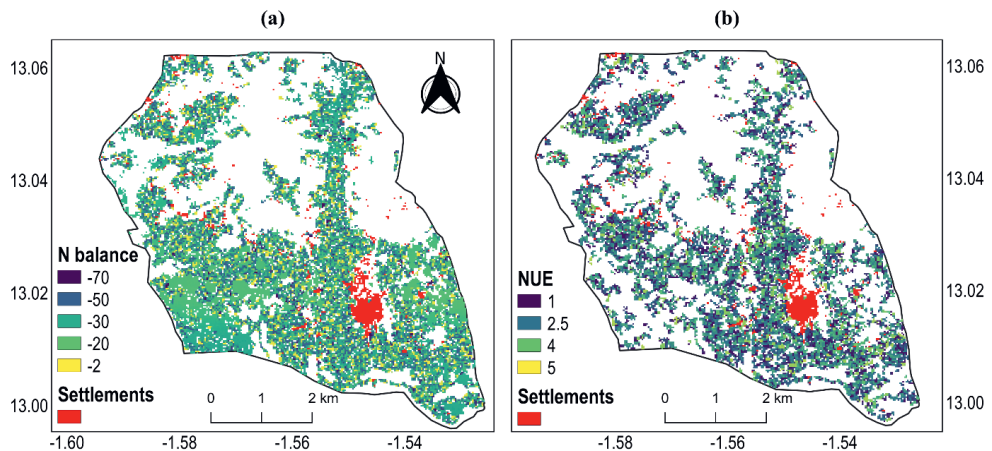 (a)
(b)
N
13.06
13.04
13.02
13.00
N balance
-70
-50
-30
-20
-2
Settlements
0 1 2 km
-1.60 -1.58 -1.56 -1.54
NUE
1
2.5
4
5
Settlements
0 1 2 km
-1.58 -1.56 -1.54
13.06
13.04
13.02
13.00